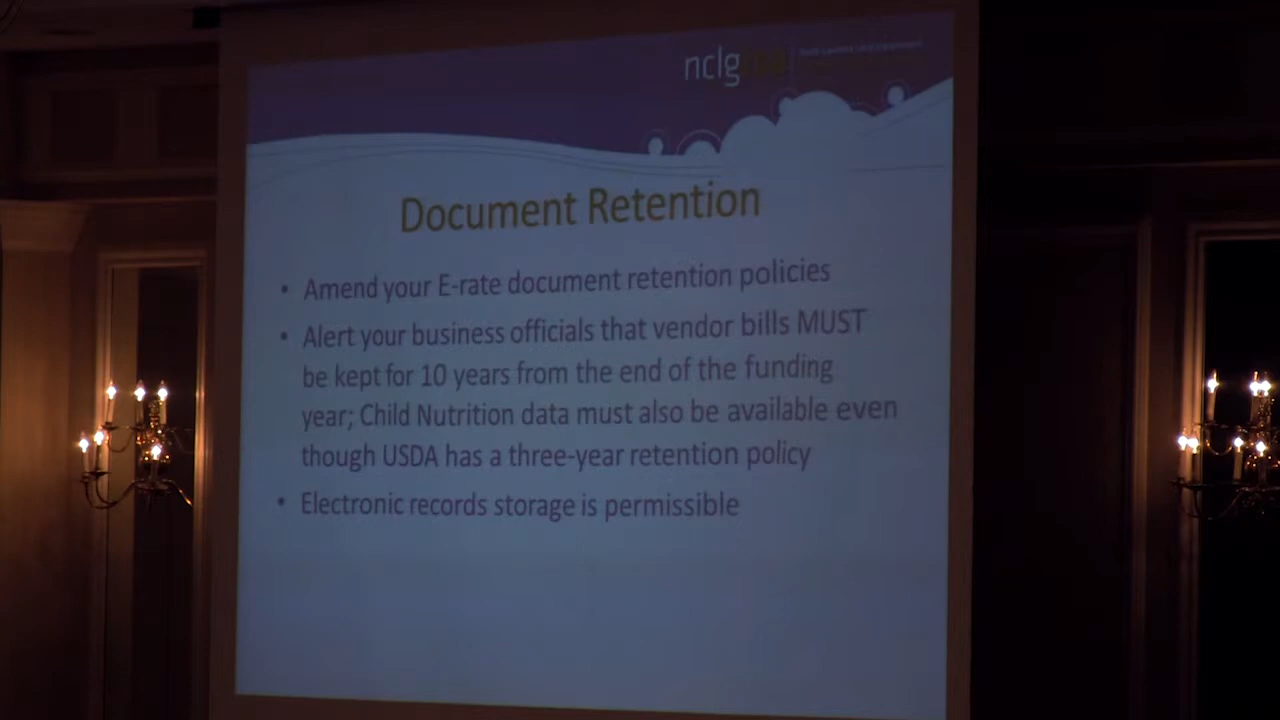 nclg
Document Retention
• Amend your E-rate document retention policies
• Alert your business officials that vendor bills MUST
be kept for 10 years from the end of the funding
year; Child Nutrition data must also be available even
though USDA has a three-year retention policy
• Electronic records storage is permissible